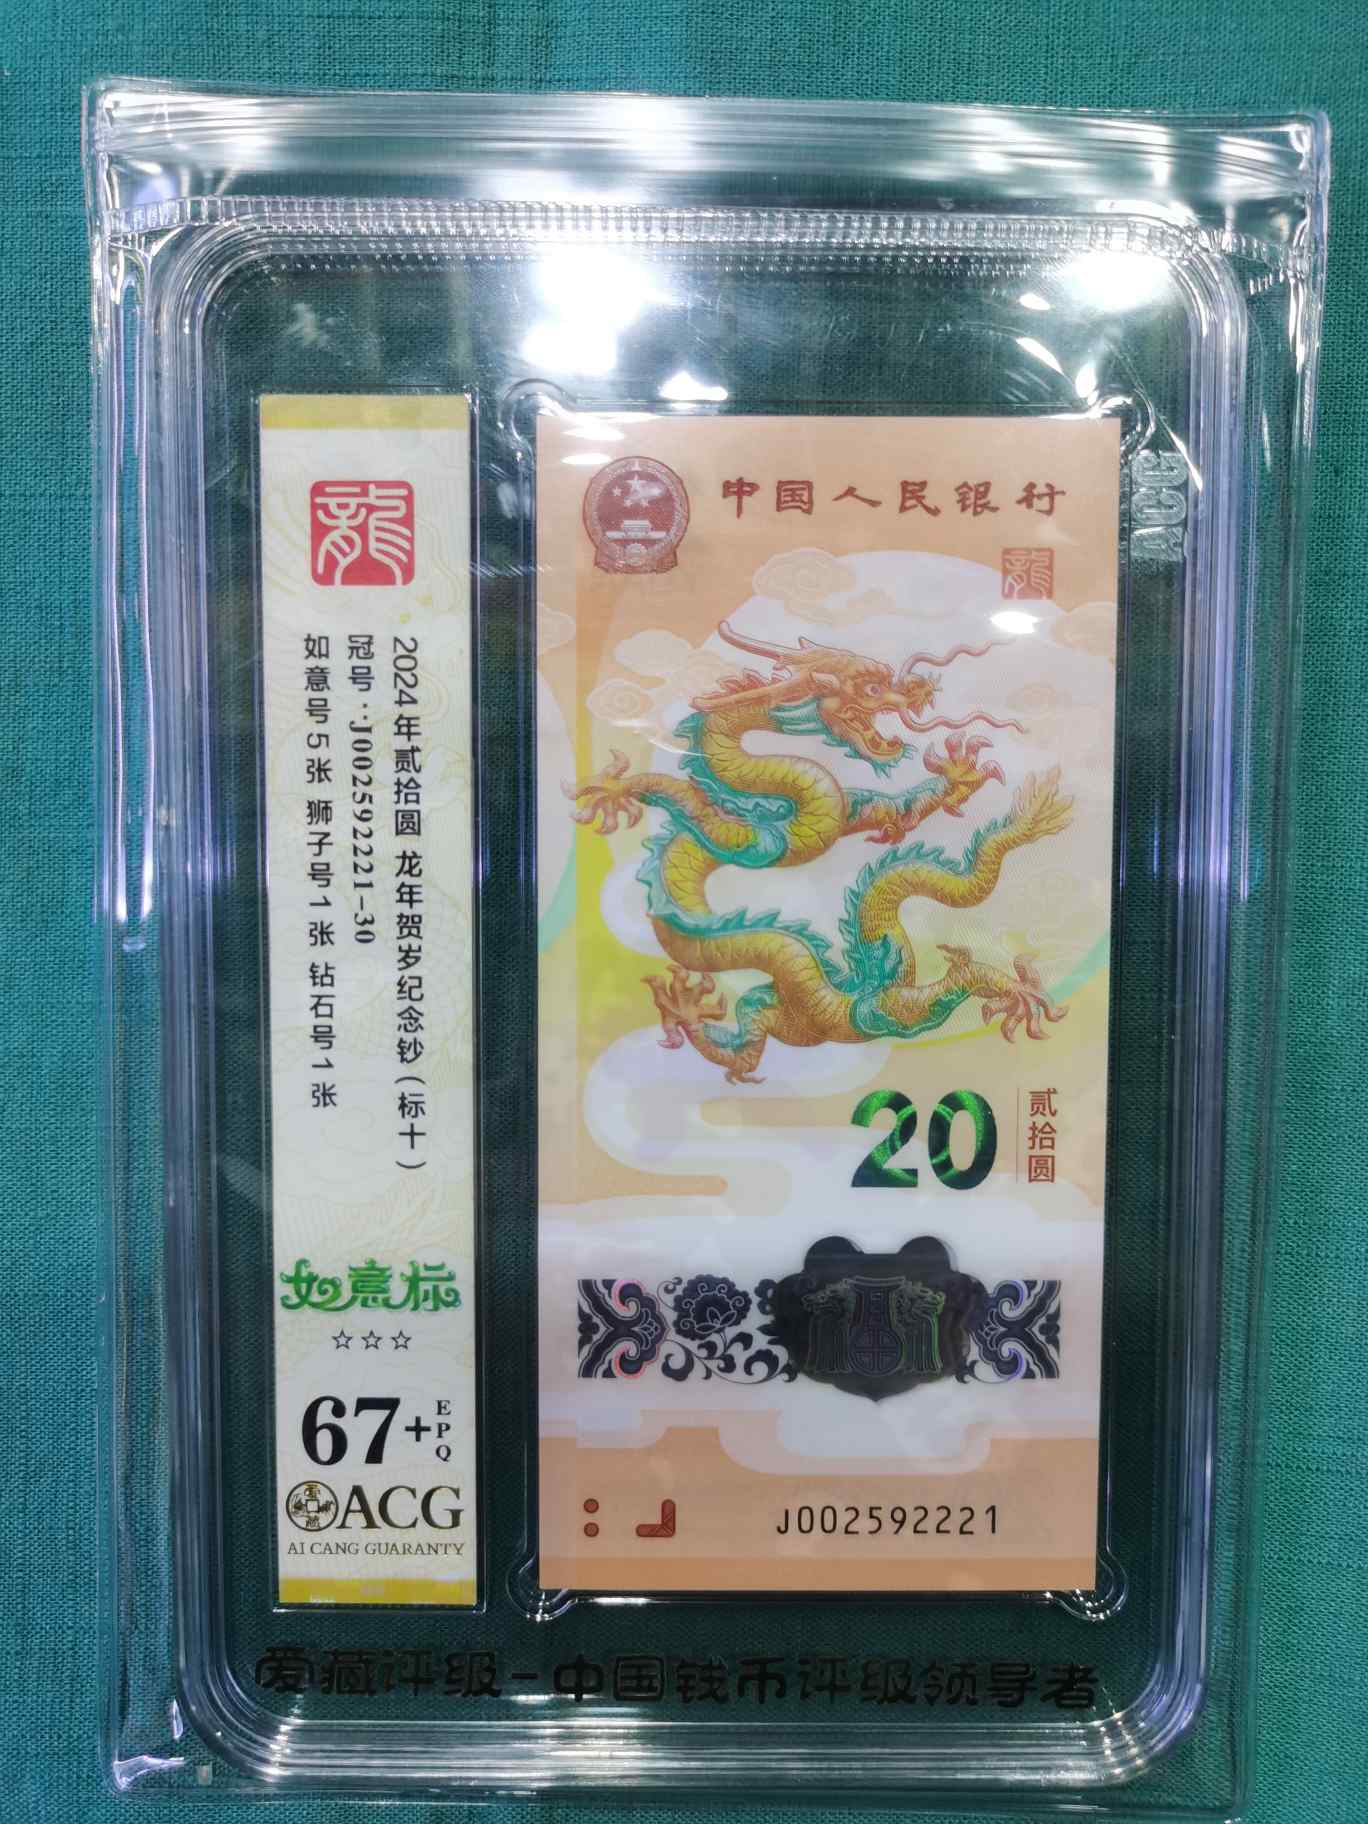 龍
2024年贰拾圆 龙年贺岁纪念钞(标十)
冠号:J002592221-30
如意号5张 狮子号1张 钻石号1张
如意标
☆☆☆
67+ EPQ
ACG
AI CANG GUARANTY
中国人民银行
龍
20
贰拾圆
J002592221
ACG
爱藏评级-中国钱币评级领导者